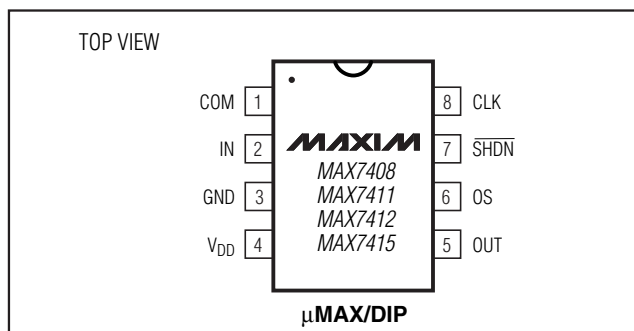 TOP VIEW
COM 1
IN 2
GND 3
VDD 4
8 CLK
7 SHDN
6 OS
5 OUT
MAXIM
MAX7408
MAX7411
MAX7412
MAX7415
μMAX/DIP